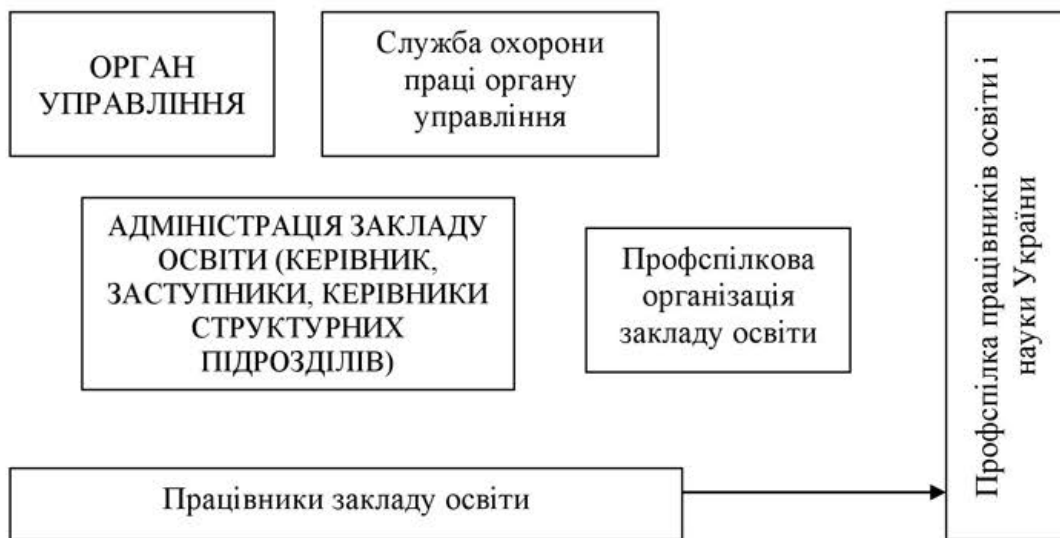 ОРГАН
УПРАВЛІННЯ
Служба охорони
праці органу
управління
АДМІНІСТРАЦІЯ ЗАКЛАДУ
ОСВІТИ (КЕРІВНИК,
ЗАСТУПНИКИ, КЕРІВНИКИ
СТРУКТУРНИХ
ПІДРОЗДІЛІВ)
Профспілкова
організація
закладу освіти
Працівники закладу освіти
Профспілка працівників освіти і
науки України